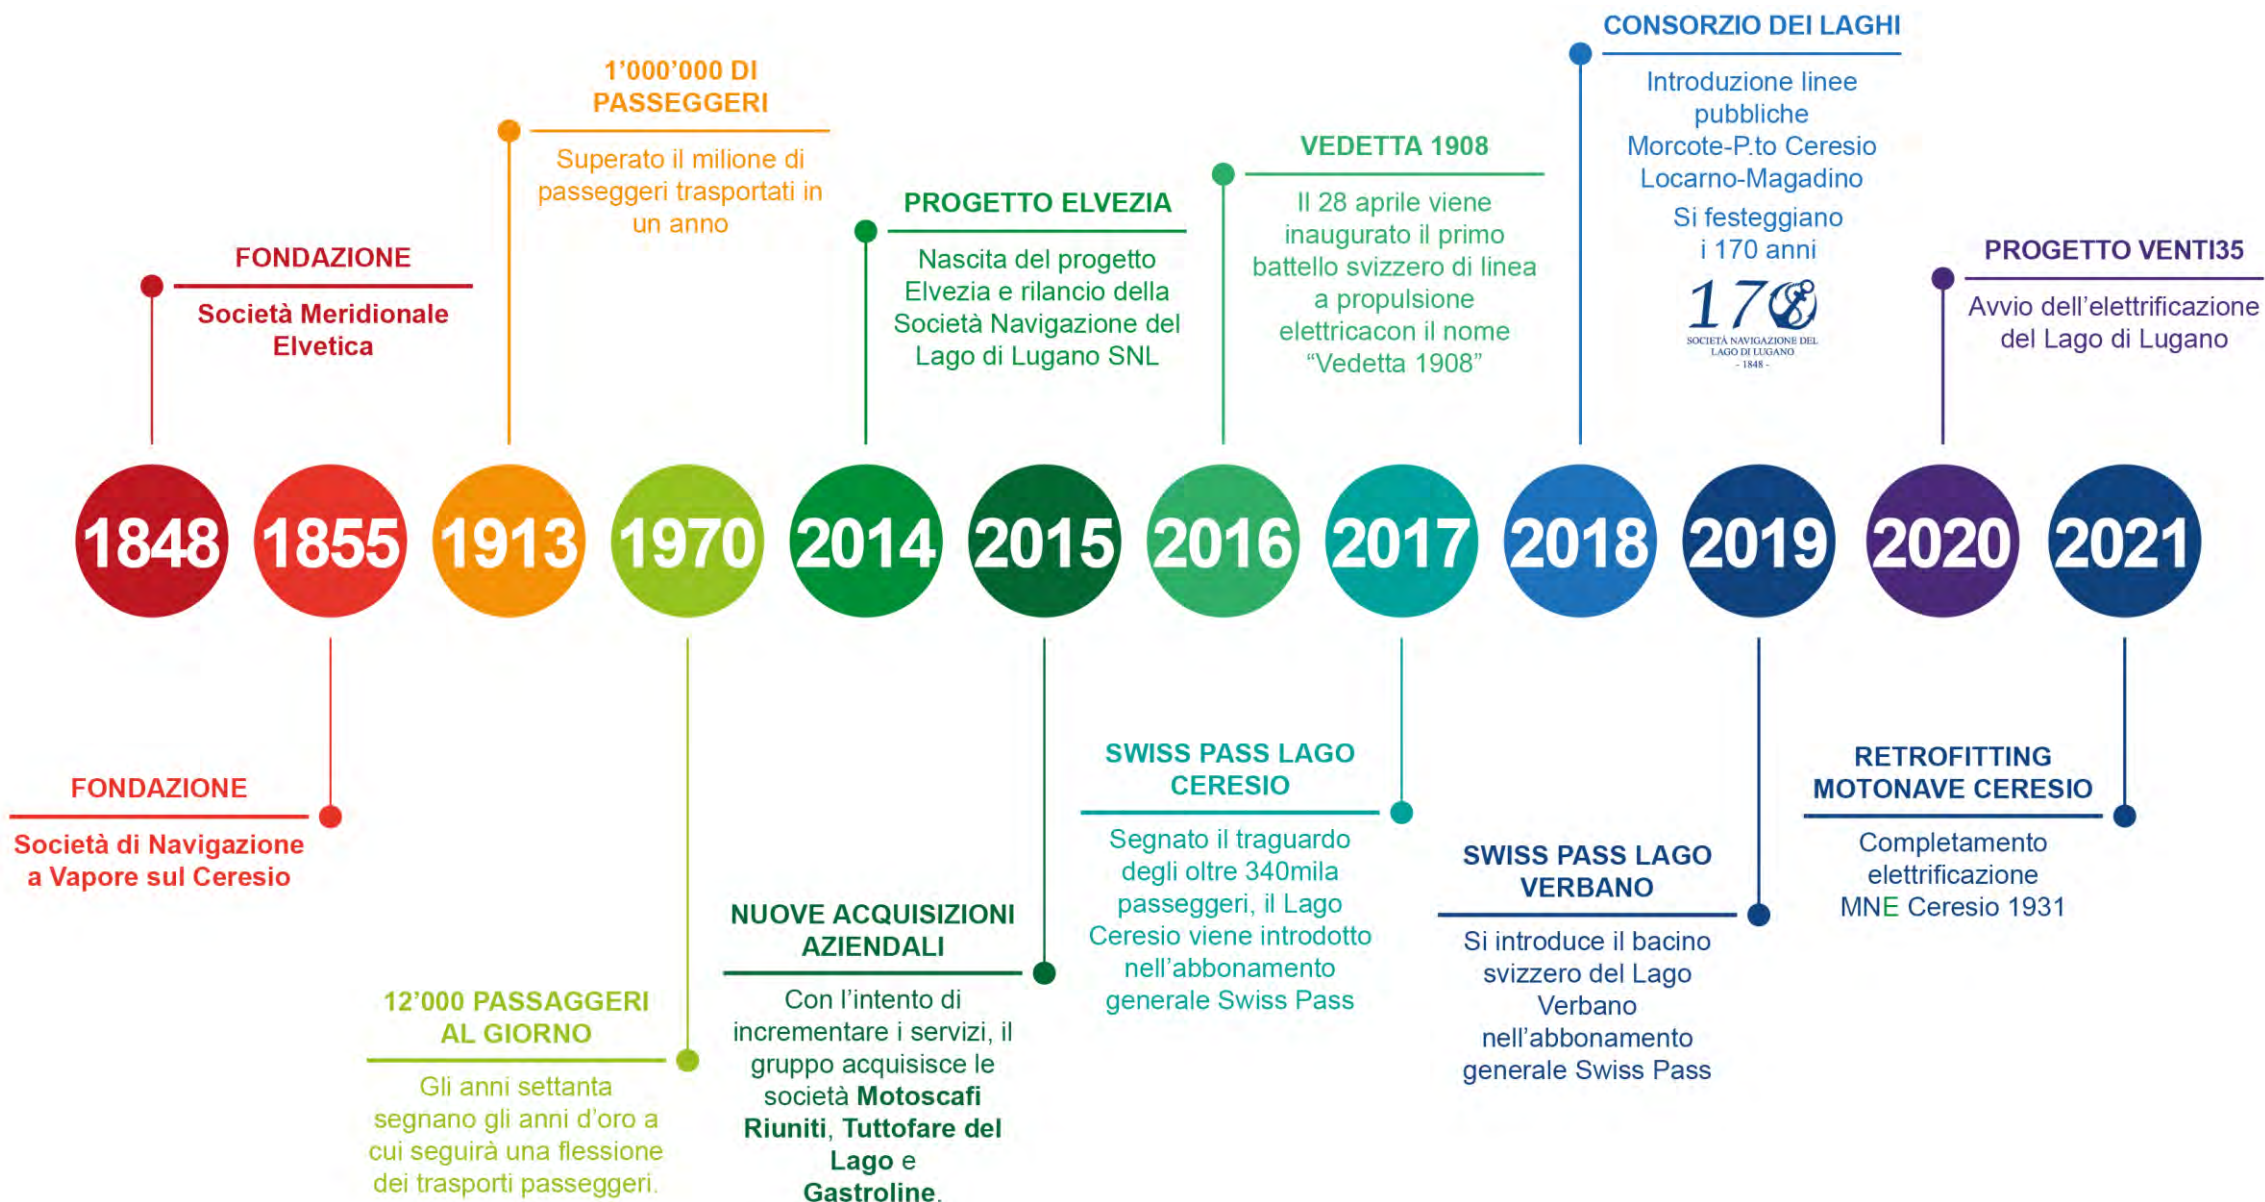 FONDAZIONE
Società Meridionale
Elvetica
1'000'000 DI
PASSEGGERI
Superato il milione di
passeggeri trasportati in
un anno
PROGETTO ELVEZIA
Nascita del progetto
Elvezia e rilancio della
Società Navigazione del
Lago di Lugano SNL
VEDETTA 1908
Il 28 aprile viene
inaugurato il primo
battello svizzero di linea
a propulsione
elettricacon il nome
“Vedetta 1908”
CONSORZIO DEI LAGHI
Introduzione linee
pubbliche
Morcote-P.to Ceresio
Locarno-Magadino
Si festeggiano
i 170 anni
170
SOCIETÀ NAVIGAZIONE DEL
LAGO DI LUGANO
- 1848 -
PROGETTO VENTI35
Avvio dell’elettrificazione
del Lago di Lugano
1848
1855
1913
1970
2014
2015
2016
2017
2018
2019
2020
2021
FONDAZIONE
Società di Navigazione
a Vapore sul Ceresio
12'000 PASSAGGERI
AL GIORNO
Gli anni settanta
segnano gli anni d’oro a
cui seguirà una flessione
dei trasporti passeggeri.
NUOVE ACQUISIZIONI
AZIENDALI
Con l’intento di
incrementare i servizi, il
gruppo acquisisce le
società Motoscafi
Riuniti, Tuttofare del
Lago e
Gastroline.
SWISS PASS LAGO
CERESIO
Segnato il traguardo
degli oltre 340mila
passeggeri, il Lago
Ceresio viene introdotto
nell’abbonamento
generale Swiss Pass
SWISS PASS LAGO
VERBANO
Si introduce il bacino
svizzero del Lago
Verbano
nell’abbonamento
generale Swiss Pass
RETROFITTING
MOTONAVE CERESIO
Completamento
elettrificazione
MNE Ceresio 1931